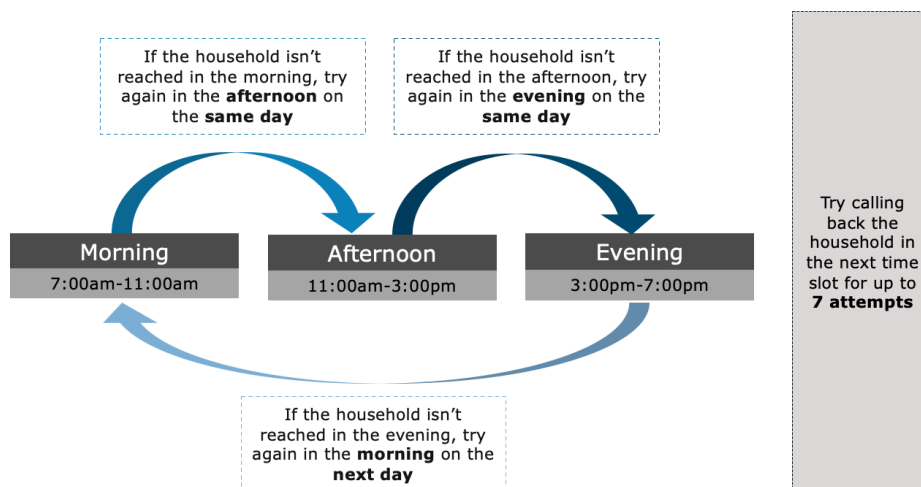 If the household isn’t
reached in the morning, try
again in the afternoon on
the same day
If the household isn’t
reached in the afternoon, try
again in the evening on the
same day
Morning
7:00am-11:00am
Afternoon
11:00am-3:00pm
Evening
3:00pm-7:00pm
If the household isn’t
reached in the evening, try
again in the morning on the
next day
Try calling
back the
household in
the next time
slot for up to
7 attempts